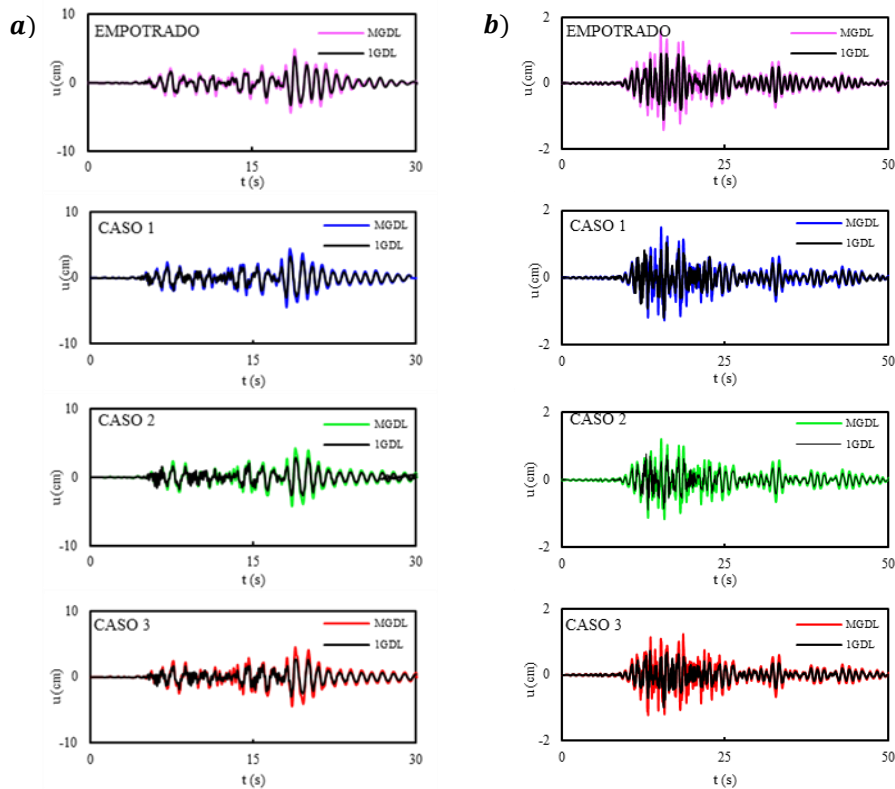 a)
10
EMPOTRADO
MGDL
1GDL
u(cm)
0
-10
0
15
30
t (s)
10
CASO 1
MGDL
1GDL
u(cm)
0
-10
0
15
30
t (s)
10
CASO 2
MGDL
1GDL
u(cm)
0
-10
0
15
30
t (s)
10
CASO 3
MGDL
1GDL
u(cm)
0
-10
0
15
30
t (s)
b)
2
EMPOTRADO
MGDL
1GDL
u(cm)
0
-2
0
25
50
t (s)
2
CASO 1
MGDL
1GDL
u(cm)
0
-2
0
25
50
t (s)
2
CASO 2
MGDL
1GDL
u(cm)
0
-2
0
25
50
t (s)
2
CASO 3
MGDL
1GDL
u(cm)
0
-2
0
25
50
t (s)